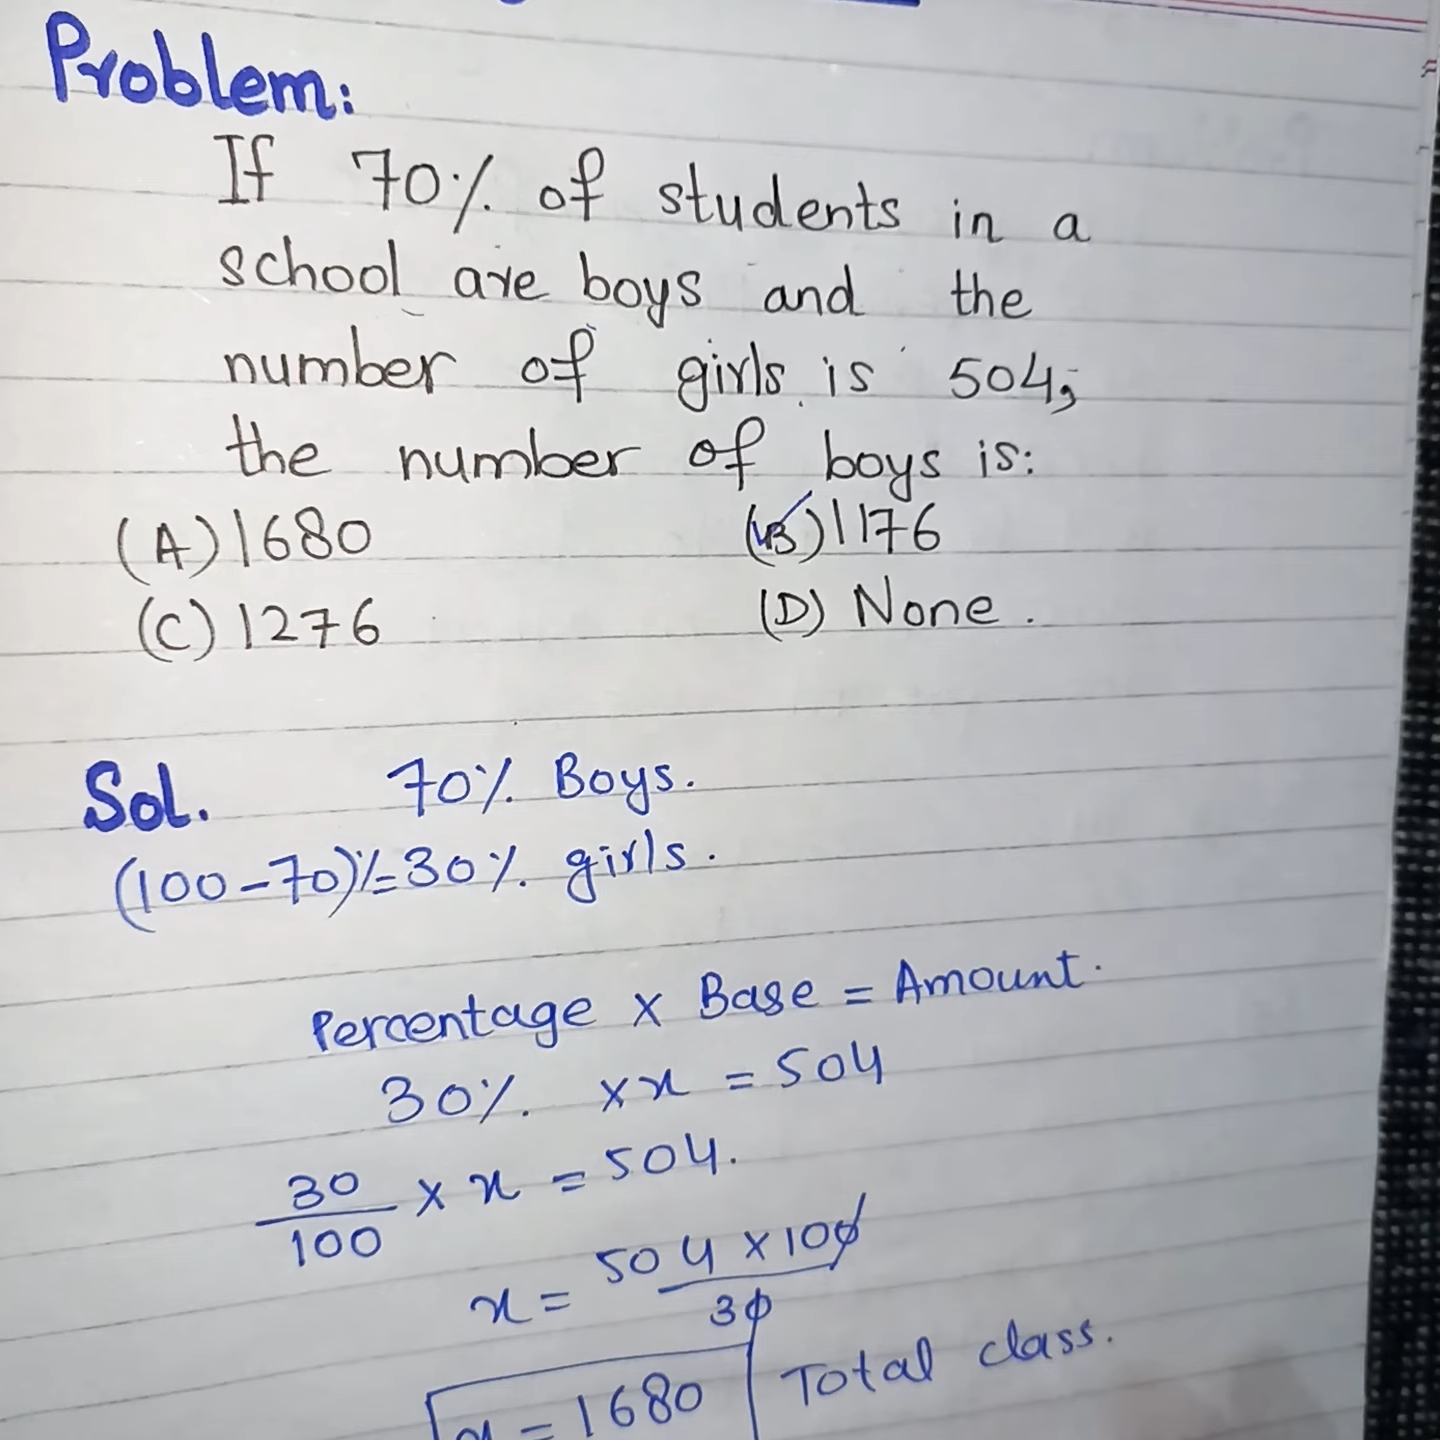 Problem:
If 70% of students in a
school are boys and the
number of girls is 504,
the number of boys is:
(A) 1680 (B) 1176
(C) 1276 (D) None.
Sol. 70% Boys.
(100-70)%=30% girls.
Percentage x Base = Amount.
30% × x = 504
30/100 × x = 504.
x = 504 × 100/30
x = 1680 Total class.